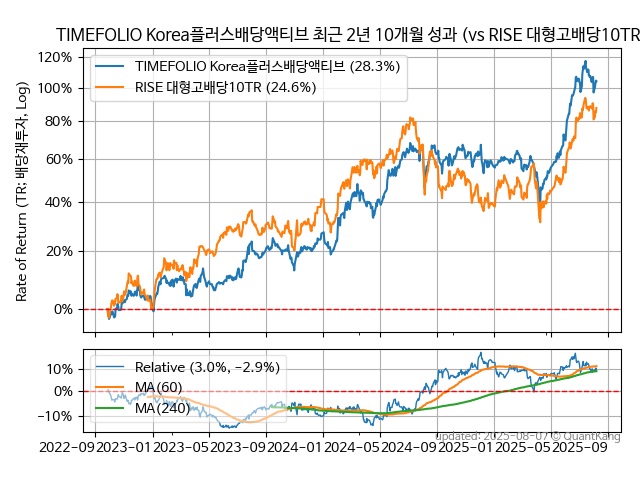 TIMEFOLIO Korea플러스배당액티브 최근 2년 10개월 성과 (vs RISE 대형고배당10TR
Rate of Return (TR: 배당재투자, Log)
120%
100%
80%
60%
40%
20%
0%
TIMEFOLIO Korea플러스배당액티브 (28.3%)
RISE 대형고배당10TR (24.6%)
10%
0%
−10%
Relative (3.0%, −2.9%)
MA(60)
MA(240)
2022−09
2023−01
2023−05
2023−09
2024−01
2024−05
2024−09
2025−01
2025−05
2025−09
updated: 2025−08−07 © QuantKang